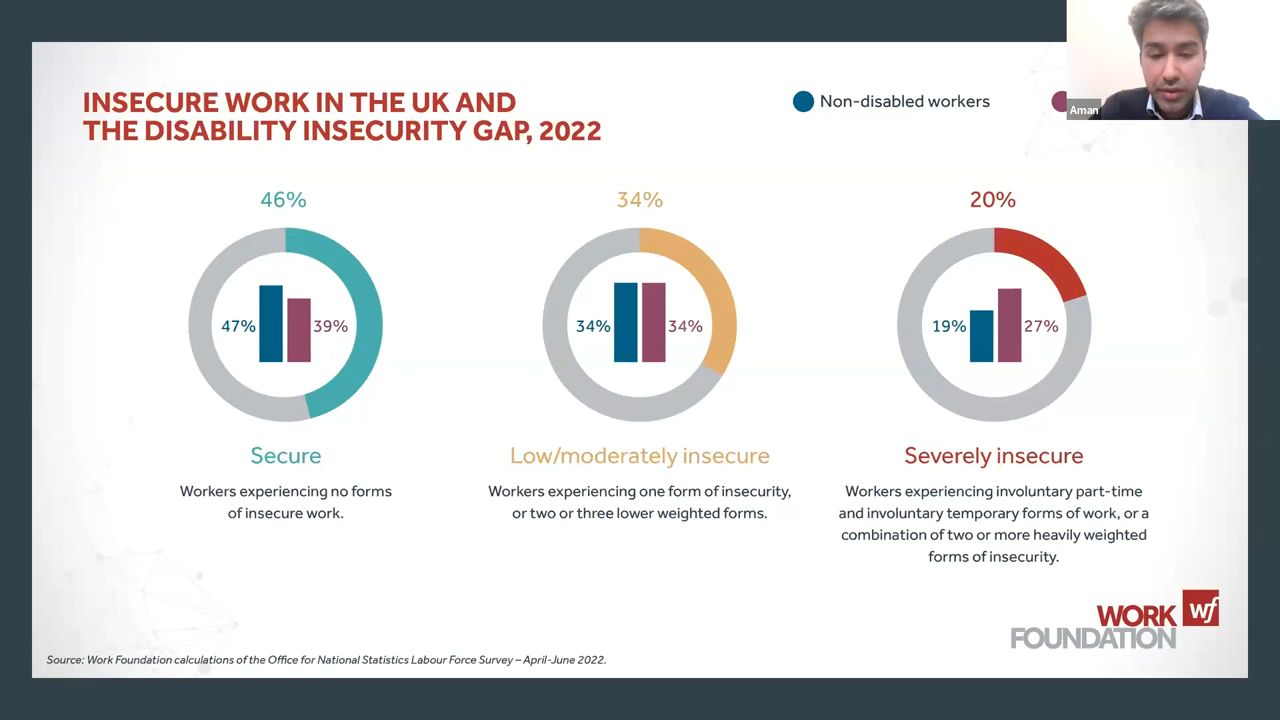 INSECURE WORK IN THE UK AND
THE DISABILITY INSECURITY GAP, 2022
Non-disabled workers
Aman
46%
34%
20%
47%
39%
34%
34%
19%
27%
Secure
Low/moderately insecure
Severely insecure
Workers experiencing no forms
of insecure work.
Workers experiencing one form of insecurity,
or two or three lower weighted forms.
Workers experiencing involuntary part-time
and involuntary temporary forms of work, or a
combination of two or more heavily weighted
forms of insecurity.
WORK
FOUNDATION
wf
Source: Work Foundation calculations of the Office for National Statistics Labour Force Survey – April-June 2022.